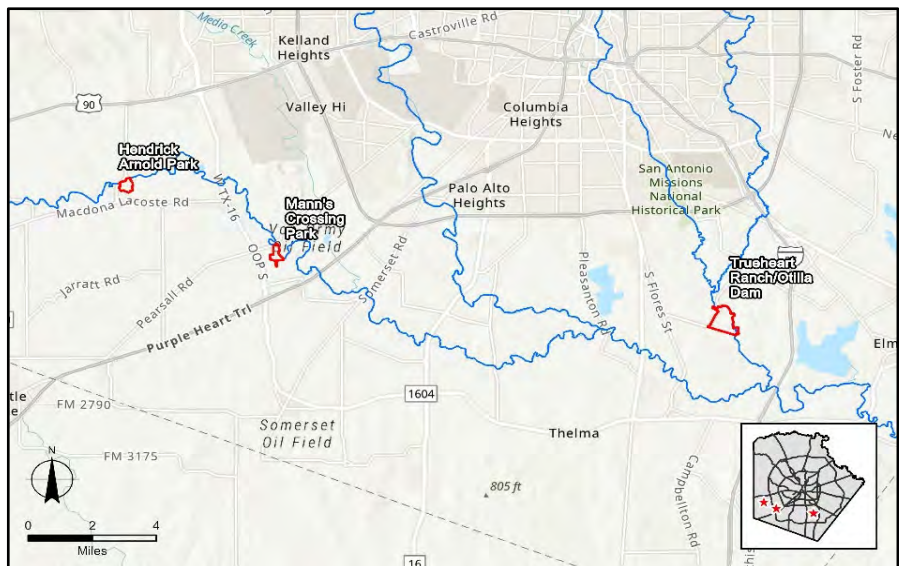 Medio Creek
Castroville Rd
Kelland
Heights
S Foster Rd
90
Valley Hi
Columbia
Heights
Hendrick
Arnold Park
San Antonio
Missions
National
Historical Park
Palo Alto
Heights
Macdona Lacoste Rd
TX-16
Mann's
Crossing
Park
OOP S
Somerset Rd
Trueheart
Ranch/Otilla
Dam
Pleasanton Rd
S Flores St
Jarratt Rd
Pearsall Rd
Purple Heart Trl
Elm
1604
FM 2790
Somerset
Oil Field
Thelma
FM 3175
Campbellton Rd
N
805 ft
0 2 4
Miles
16